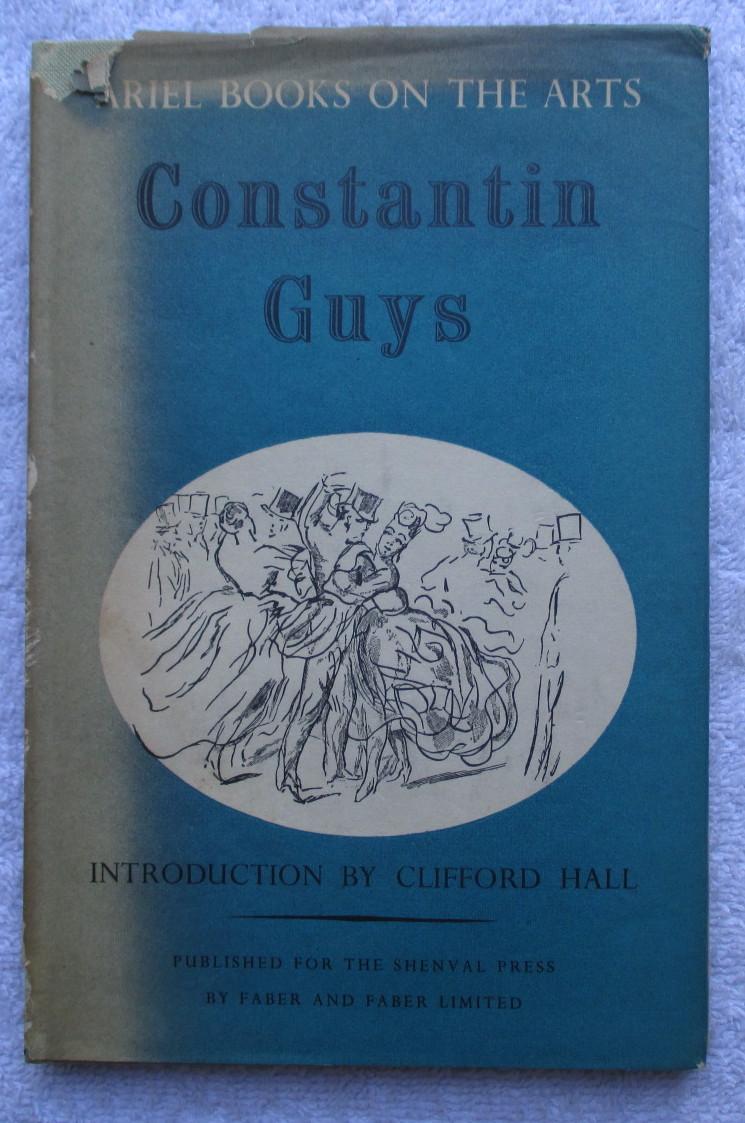 ARIEL BOOKS ON THE ARTS
Constantin
Guys
INTRODUCTION BY CLIFFORD HALL
PUBLISHED FOR THE SHENVAL PRESS
BY FABER AND FABER LIMITED